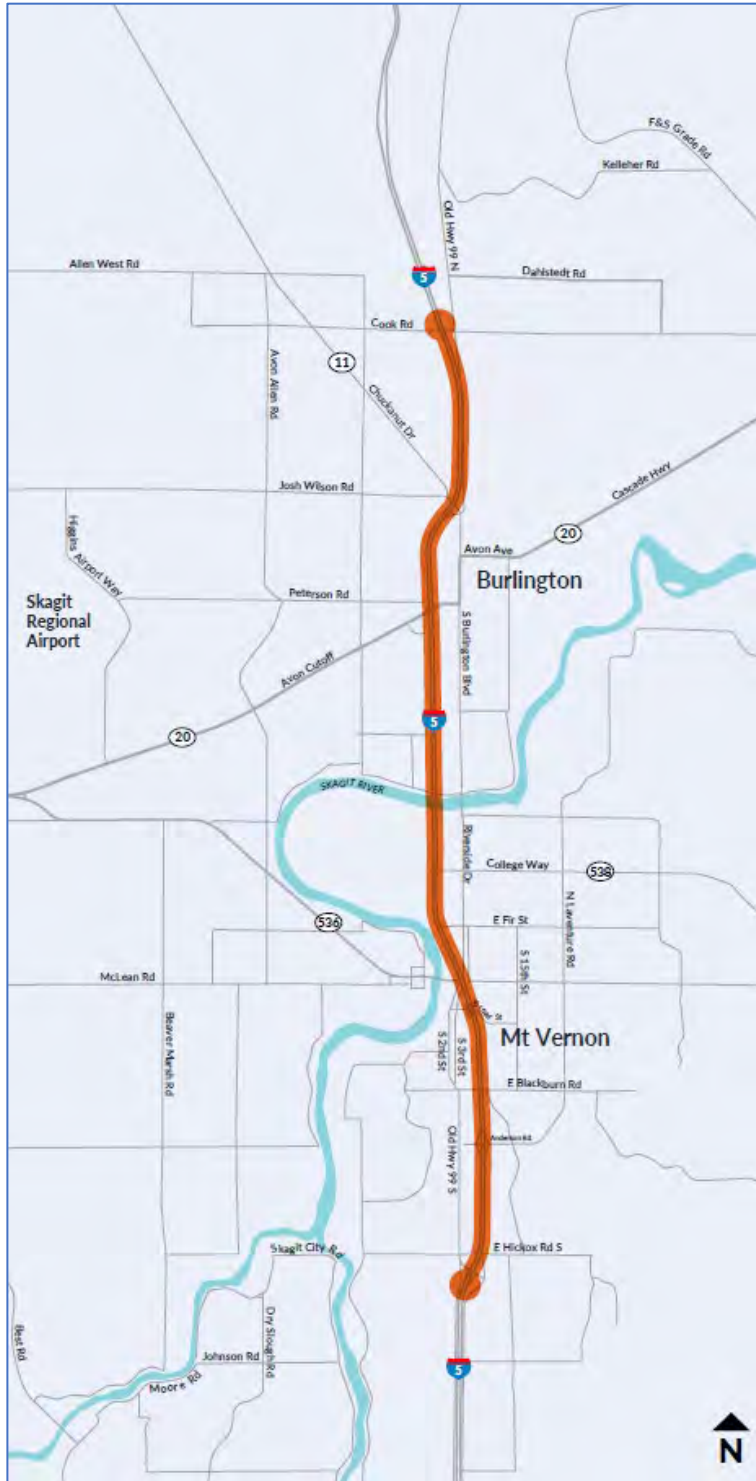 F&S Grade Rd
Kelleher Rd
Old Hwy 99 N
Allen West Rd
5
Dahlstedt Rd
Cook Rd
11
Avon Allen Rd
Chuckanut Dr
Cascade Hwy
Josh Wilson Rd
20
Higgins Airport Way
Avon Ave
Burlington
Peterson Rd
Skagit
Regional
Airport
S Burlington Blvd
Avon Cutoff
5
20
SKAGIT RIVER
Riverside Dr
College Way
538
N Laventure Rd
536
E Fir St
S 15th St
McLean Rd
Beaver Marsh Rd
S 2nd St
S 3rd St
Mt Vernon
E Blackburn Rd
Old Hwy 99 S
Anderson Rd
Skagit City Rd
E Hickox Rd S
Best Rd
Dry Slough Rd
Johnson Rd
Moore Rd
5
N